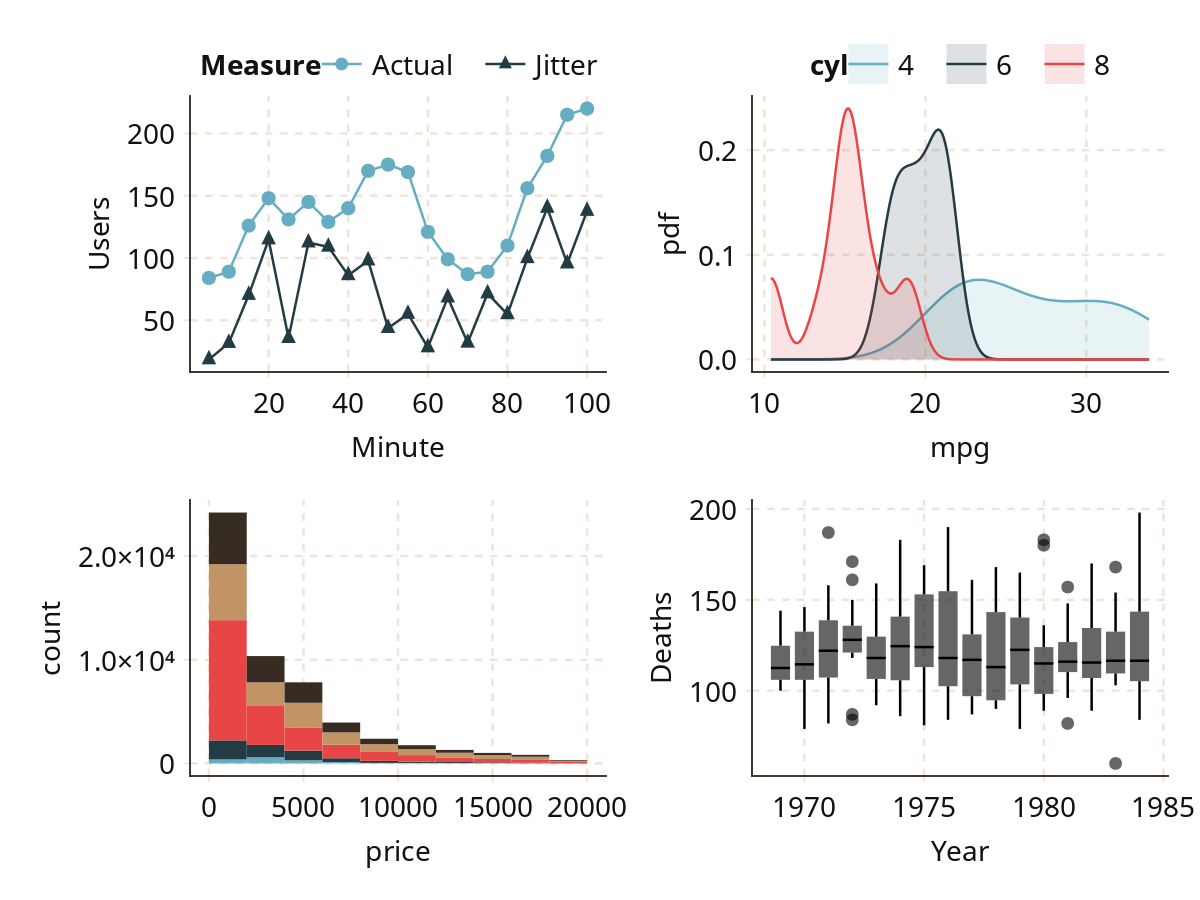 Measure Actual Jitter
200
150
100
50
Users
20 40 60 80 100
Minute
cyl 4 6 8
0.2
0.1
0.0
pdf
10 20 30
mpg
2.0×10⁴
1.0×10⁴
0
count
0 5000 10000 15000 20000
price
200
150
100
Deaths
1970 1975 1980 1985
Year